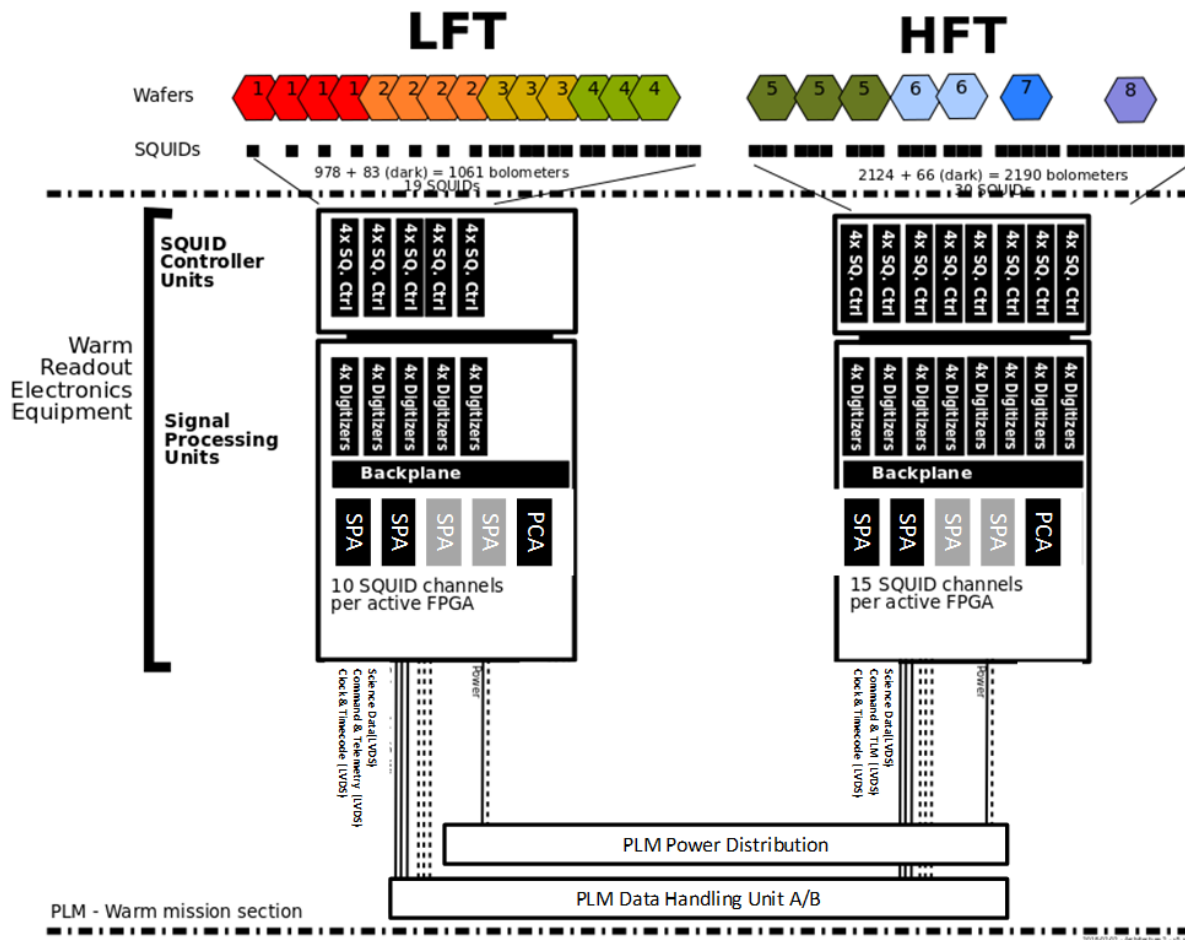 LFT
HFT
Wafers
1 1 1 1 2 2 2 2 3 3 3 4 4 4
5 5 5 6 6 7 8
SQUIDs
978 + 83 (dark) = 1061 bolometers
19 SQUIDs
2124 + 66 (dark) = 2190 bolometers
30 SQUIDs
Warm
Readout
Electronics
Equipment
SQUID
Controller
Units
4x SQ. Ctrl
4x SQ. Ctrl
4x SQ. Ctrl
4x SQ. Ctrl
4x SQ. Ctrl
4x SQ. Ctrl
4x SQ. Ctrl
4x SQ. Ctrl
4x SQ. Ctrl
4x SQ. Ctrl
4x SQ. Ctrl
4x SQ. Ctrl
4x SQ. Ctrl
Signal
Processing
Units
4x Digitizers
4x Digitizers
4x Digitizers
4x Digitizers
4x Digitizers
4x Digitizers
4x Digitizers
4x Digitizers
4x Digitizers
4x Digitizers
4x Digitizers
4x Digitizers
4x Digitizers
Backplane
Backplane
SPA
SPA
SPA
SPA
PCA
SPA
SPA
SPA
SPA
PCA
10 SQUID channels
per active FPGA
15 SQUID channels
per active FPGA
Science Data(LVDS)
Command & Telemetry (LVDS)
Clock & Timecode (LVDS)
Power
Science Data(LVDS)
Command & TLM (LVDS)
Clock & Timecode (LVDS)
Power
PLM Power Distribution
PLM Data Handling Unit A/B
PLM - Warm mission section